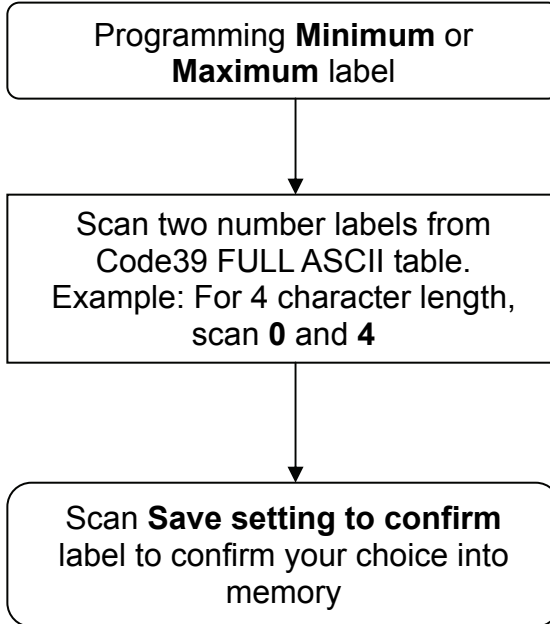 Programming Minimum or
Maximum label
Scan two number labels from
Code39 FULL ASCII table.
Example: For 4 character length,
scan 0 and 4
Scan Save setting to confirm
label to confirm your choice into
memory